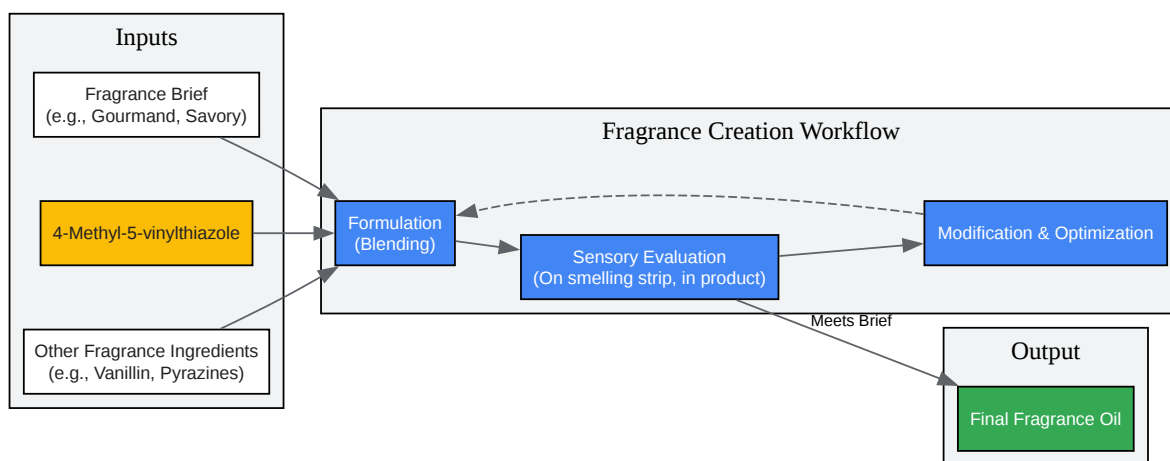 Inputs
Fragrance Brief
(e.g., Gourmand, Savory)
4-Methyl-5-vinylthiazole
Other Fragrance Ingredients
(e.g., Vanillin, Pyrazines)
Fragrance Creation Workflow
Formulation
(Blending)
Sensory Evaluation
(On smelling strip, in product)
Modification & Optimization
Meets Brief
Output
Final Fragrance Oil